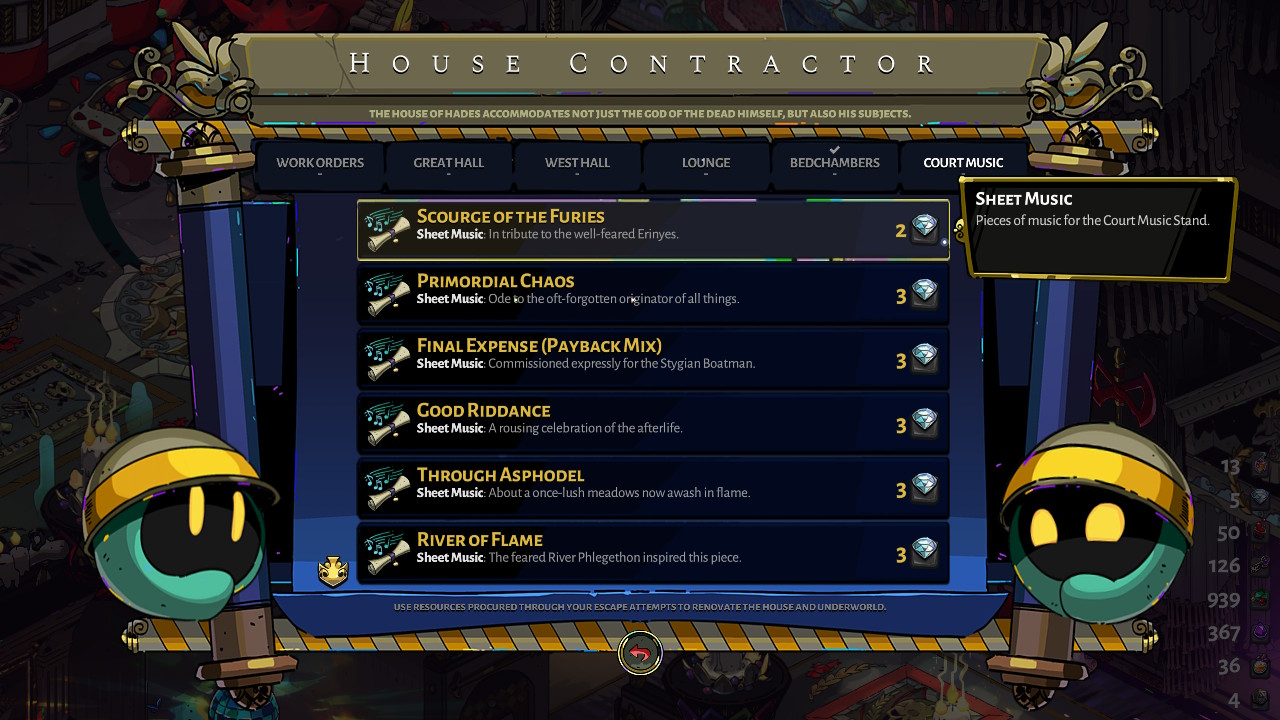 HOUSE CONTRACTOR
THE HOUSE OF HADES ACCOMMODATES NOT JUST THE GOD OF THE DEAD HIMSELF, BUT ALSO HIS SUBJECTS.
WORK ORDERS GREAT HALL WEST HALL LOUNGE BEDCHAMBERS COURT MUSIC
SHEET MUSIC
Pieces of music for the Court Music Stand.
SCOURGE OF THE FURIES
Sheet Music: In tribute to the well-feared Erinyes.
2
PRIMORDIAL CHAOS
Sheet Music: Ode to the oft-forgotten originator of all things.
3
FINAL EXPENSE (PAYBACK MIX)
Sheet Music: Commissioned expressly for the Stygian Boatman.
3
GOOD RIDDANCE
Sheet Music: A rousing celebration of the afterlife.
3
THROUGH ASPHODEL
Sheet Music: About a once-lush meadows now awash in flame.
3
RIVER OF FLAME
Sheet Music: The feared River Phlegethon inspired this piece.
3
USE RESOURCES PROCURED THROUGH YOUR ESCAPE ATTEMPTS TO RENOVATE THE HOUSE AND UNDERWORLD.
13
5
50
126
939
367
36
4